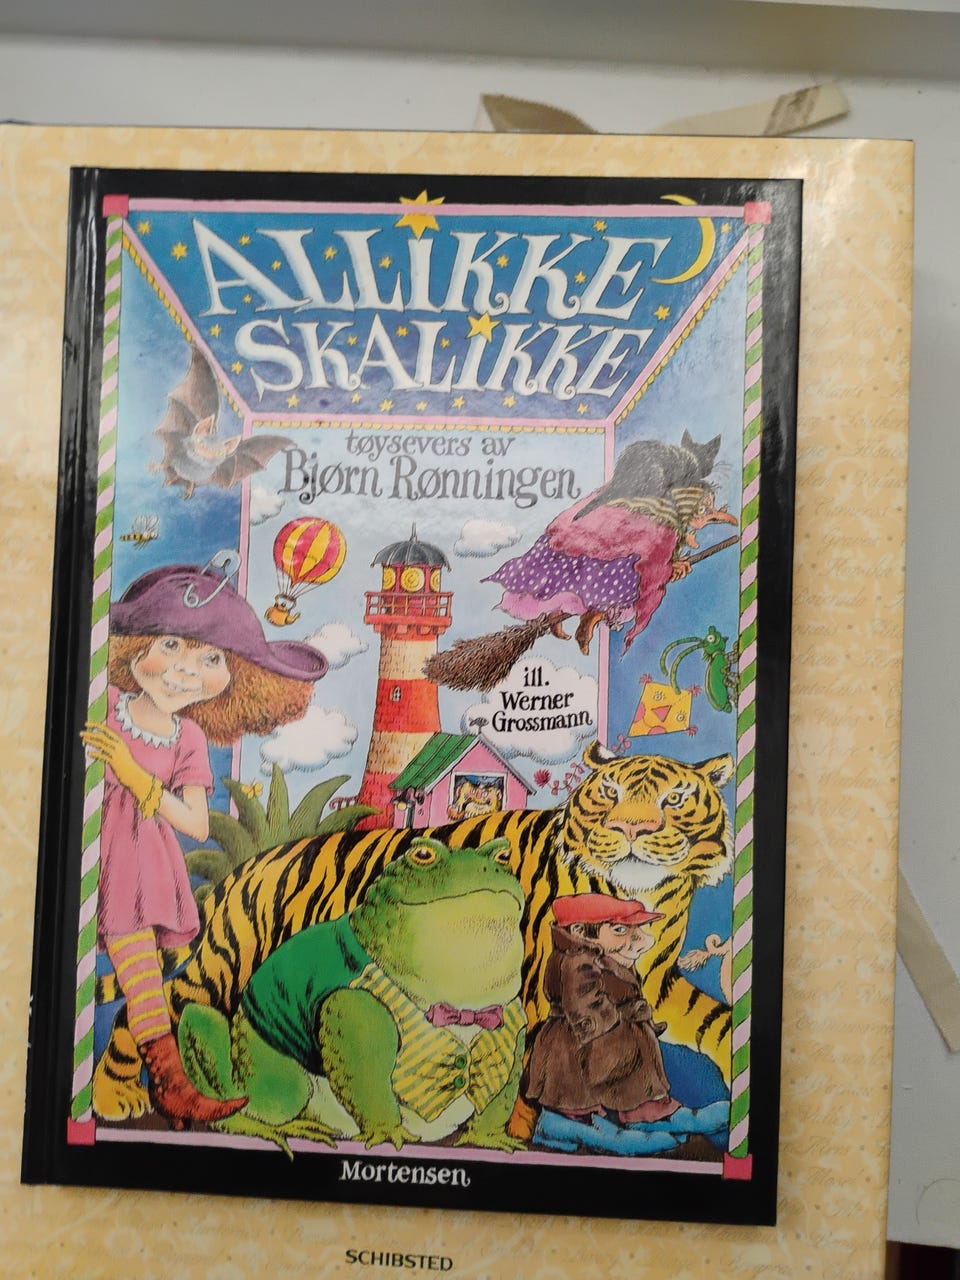 ALLiKKE
SKALiKKE
tøysevers av
Bjørn Rønningen
ill.
Werner
Grossmann
Mortensen
SCHIBSTED